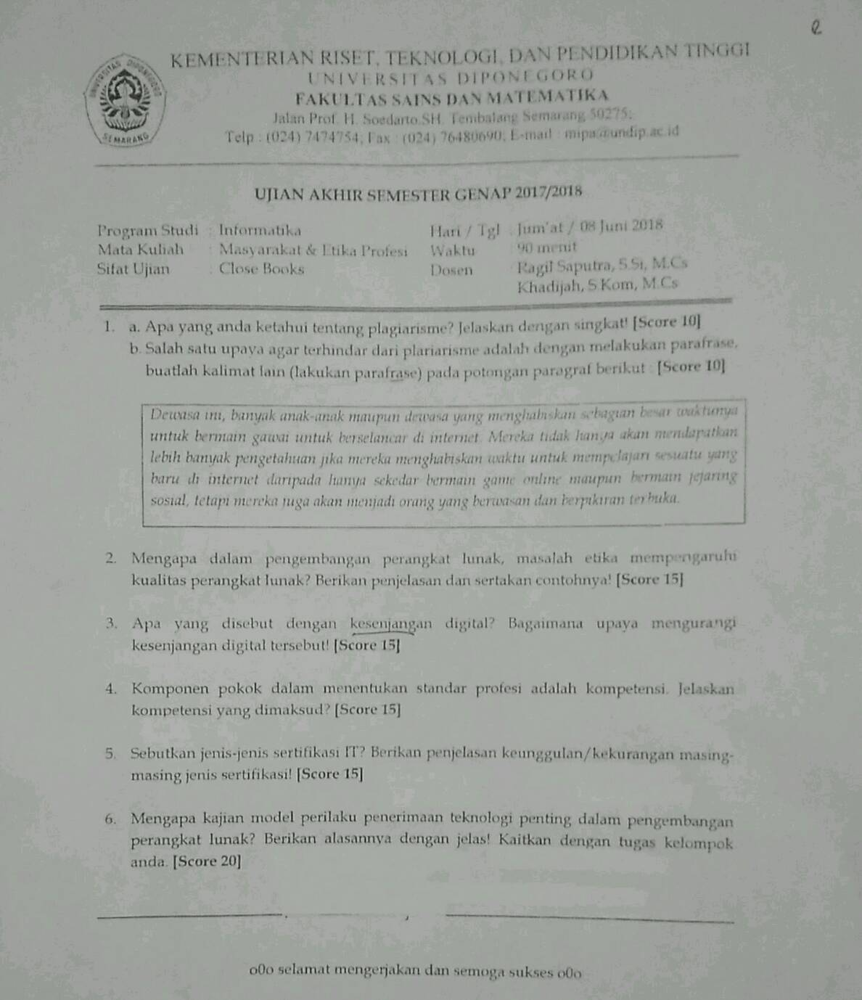 KEMENTERIAN RISET, TEKNOLOGI, DAN PENDIDIKAN TINGGI
UNIVERSITAS DIPONEGORO
FAKULTAS SAINS DAN MATEMATIKA
Jalan Prof. H. Soedarto,SH. Tembalang Semarang 50275;
Telp : (024) 7474754; Fax : (024) 76480690; E-mail : mipa@undip.ac.id
UNIVERSITAS DIPONEGORO
SEMARANG
UJIAN AKHIR SEMESTER GENAP 2017/2018
Program Studi : Informatika Hari / Tgl : Jum'at / 08 Juni 2018
Mata Kuliah : Masyarakat & Etika Profesi Waktu : 90 menit
Sifat Ujian : Close Books Dosen : Ragil Saputra, S.Si, M.Cs
Khadijah, S.Kom, M.Cs
1. a. Apa yang anda ketahui tentang plagiarisme? Jelaskan dengan singkat! [Score 10]
b. Salah satu upaya agar terhindar dari plariarisme adalah dengan melakukan parafrase,
buatlah kalimat lain (lakukan parafrase) pada potongan paragraf berikut : [Score 10]
Dewasa ini, banyak anak-anak maupun dewasa yang menghabiskan sebagian besar waktunya
untuk bermain gawai untuk berselancar di internet. Mereka tidak hanya akan mendapatkan
lebih banyak pengetahuan jika mereka menghabiskan waktu untuk mempelajari sesuatu yang
baru di internet daripada hanya sekedar bermain game online maupun bermain jejaring
sosial, tetapi mereka juga akan menjadi orang yang berwasan dan berpikiran terbuka.
2. Mengapa dalam pengembangan perangkat lunak, masalah etika mempengaruhi
kualitas perangkat lunak? Berikan penjelasan dan sertakan contohnya! [Score 15]
3. Apa yang disebut dengan kesenjangan digital? Bagaimana upaya mengurangi
kesenjangan digital tersebut! [Score 15]
4. Komponen pokok dalam menentukan standar profesi adalah kompetensi. Jelaskan
kompetensi yang dimaksud? [Score 15]
5. Sebutkan jenis-jenis sertifikasi IT? Berikan penjelasan keunggulan/kekurangan masing-
masing jenis sertifikasi! [Score 15]
6. Mengapa kajian model perilaku penerimaan teknologi penting dalam pengembangan
perangkat lunak? Berikan alasannya dengan jelas! Kaitkan dengan tugas kelompok
anda. [Score 20]
o0o selamat mengerjakan dan semoga sukses o0o